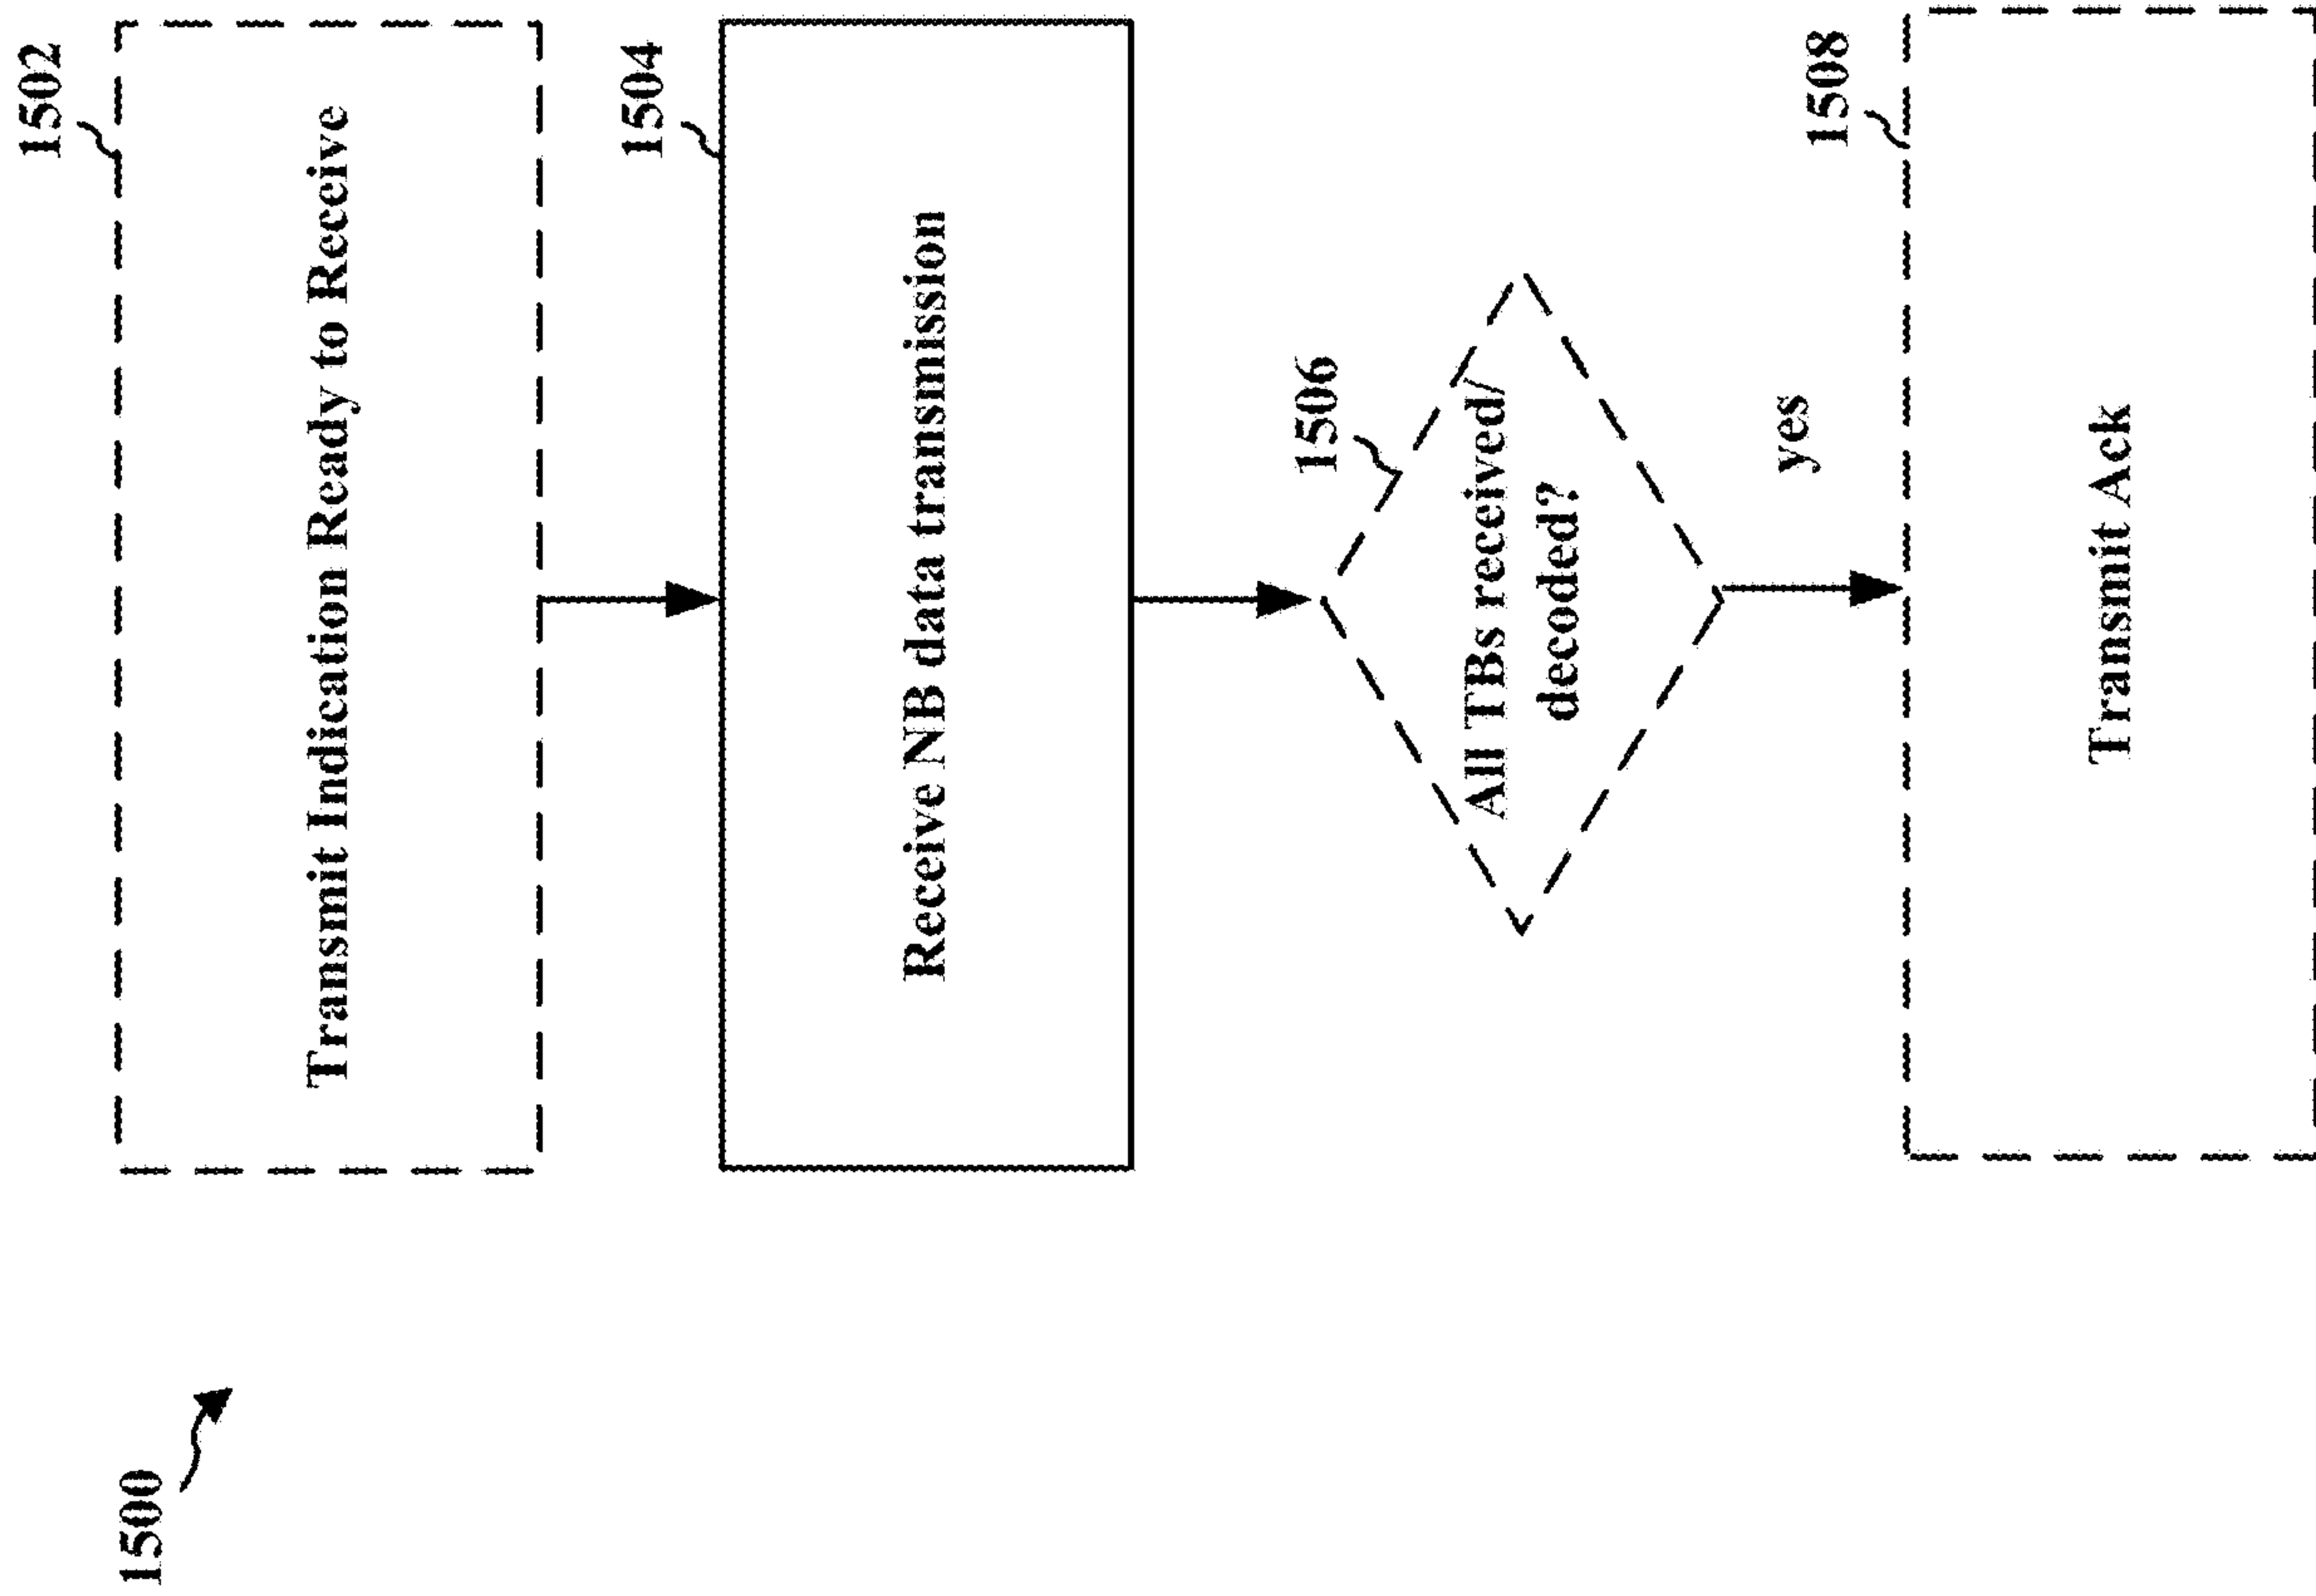 1500
1502
Transmit Indication Ready to Receive
1504
Receive NB data transmission
1506
All TBs received/
decoded?
yes
1508
Transmit Ack